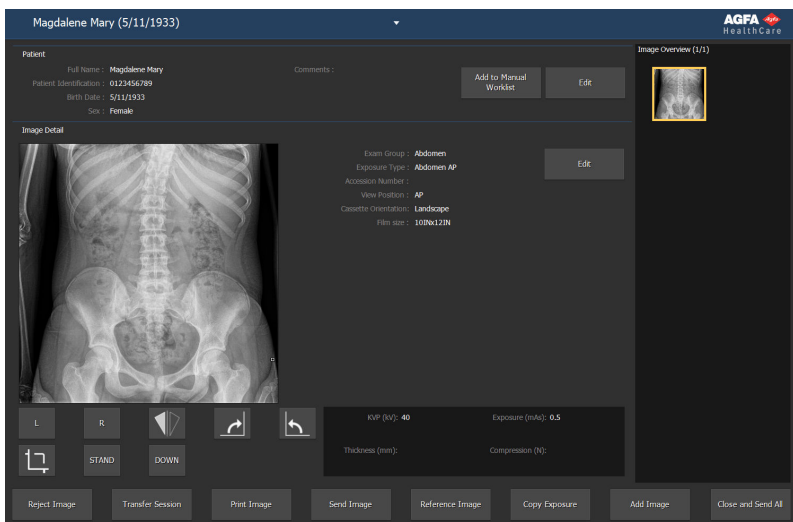 Magdalene Mary (5/11/1933)
AGFA Agfa
HealthCare
Patient
Full Name : Magdalene Mary
Comments :
Patient Identification : 0123456789
Birth Date : 5/11/1933
Sex : Female
Add to Manual
Worklist
Edit
Image Overview (1/1)
Image Detail
Exam Group : Abdomen
Exposure Type : Abdomen AP
Accession Number :
View Position : AP
Cassette Orientation: Landscape
Film size : 10INx12IN
Edit
L
R
STAND
DOWN
KVP (kV): 40
Exposure (mAs): 0.5
Thickness (mm):
Compression (N):
Reject Image
Transfer Session
Print Image
Send Image
Reference Image
Copy Exposure
Add Image
Close and Send All